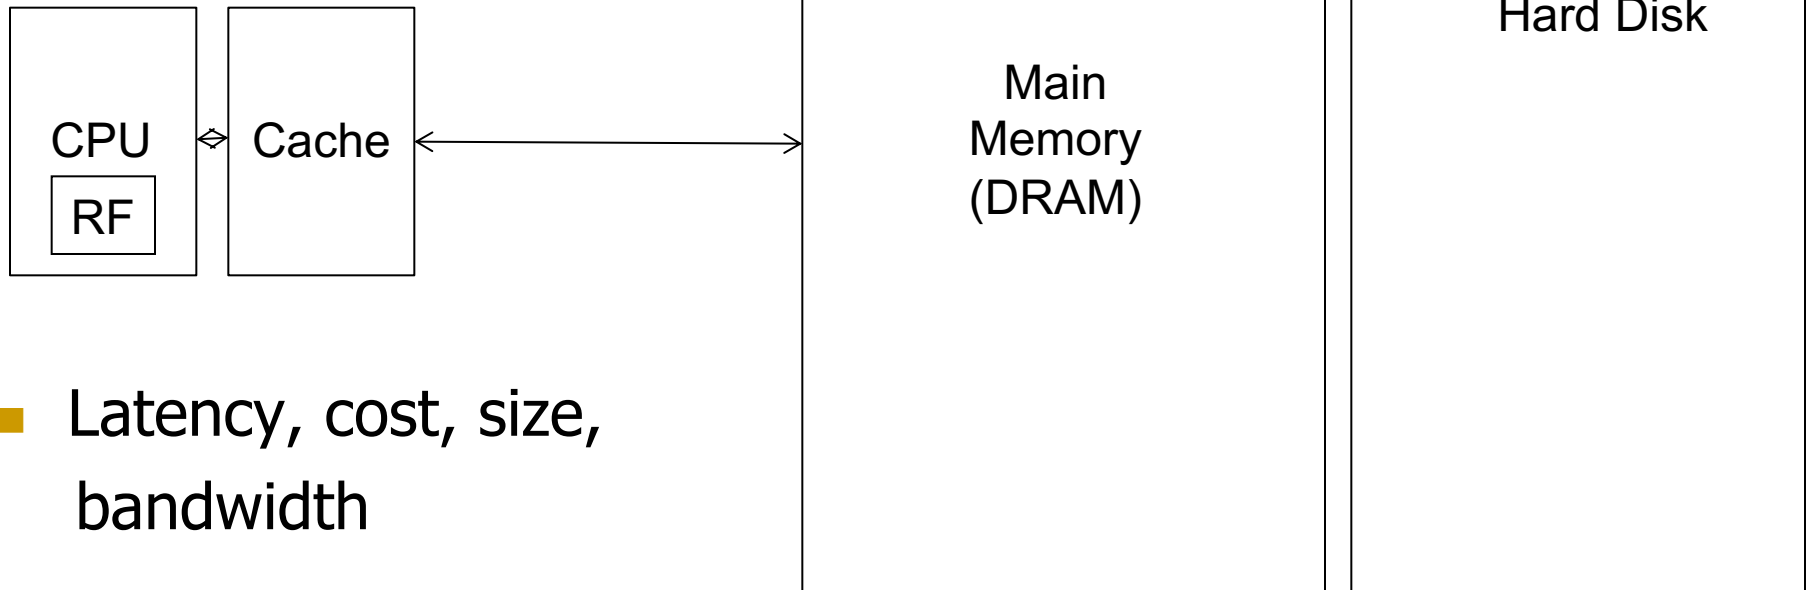 Hard Disk
Main
Memory
(DRAM)
CPU
Cache
RF
Latency, cost, size,
bandwidth